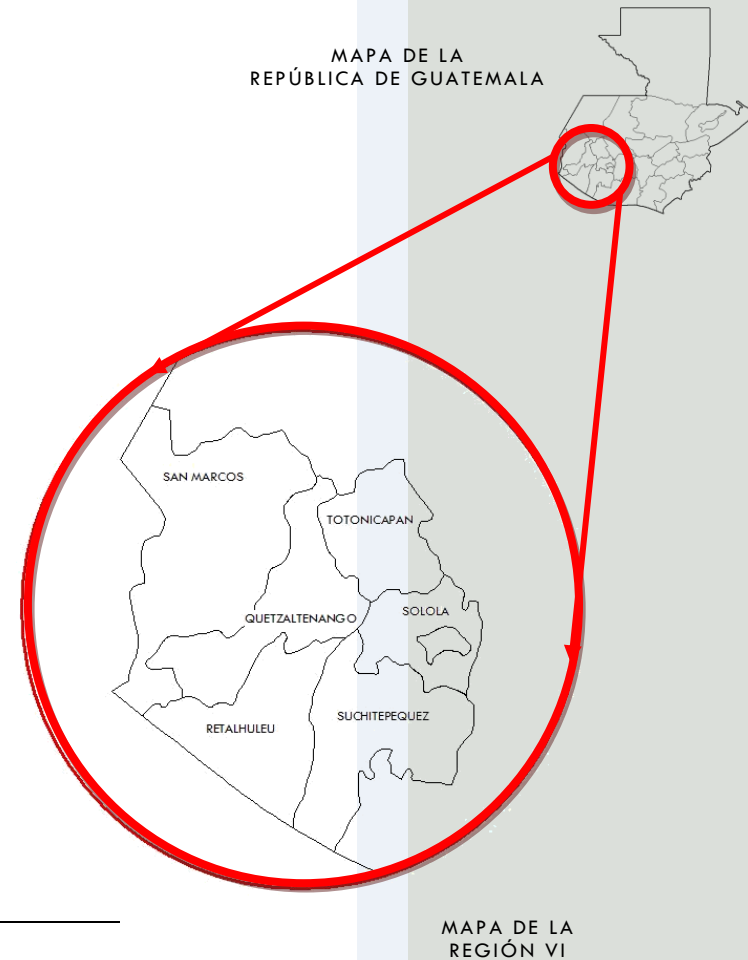 MAPA DE LA
REPÚBLICA DE GUATEMALA
SAN MARCOS
TOTONICAPAN
QUETZALTENANGO
SOLOLA
RETALHULEU
SUCHITEPEQUEZ
MAPA DE LA
REGIÓN VI